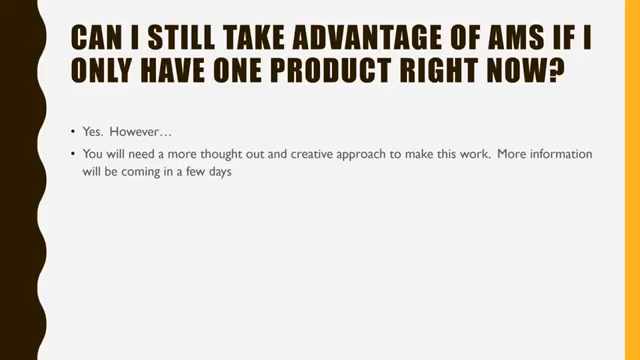 CAN I STILL TAKE ADVANTAGE OF AMS IF I
ONLY HAVE ONE PRODUCT RIGHT NOW?
• Yes. However…
• You will need a more thought out and creative approach to make this work. More information
will be coming in a few days